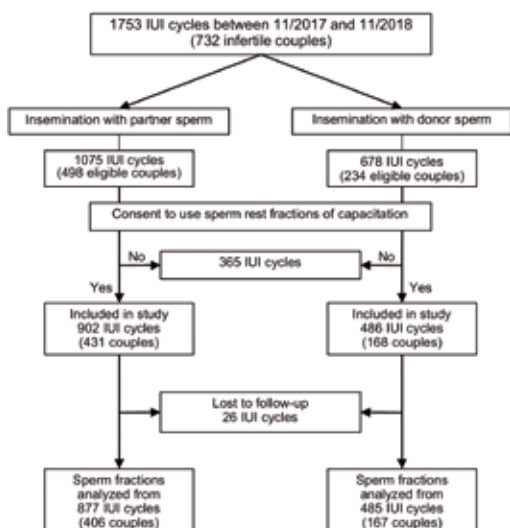 1753 IUI cycles between 11/2017 and 11/2018
(732 infertile couples)
Insemination with partner sperm
Insemination with donor sperm
1075 IUI cycles
(498 eligible couples)
678 IUI cycles
(234 eligible couples)
Consent to use sperm rest fractions of capacitation
No
365 IUI cycles
No
Yes
Yes
Included in study
902 IUI cycles
(431 couples)
Included in study
486 IUI cycles
(168 couples)
Lost to follow-up
26 IUI cycles
Sperm fractions
analyzed from
877 IUI cycles
(406 couples)
Sperm fractions
analyzed from
485 IUI cycles
(167 couples)